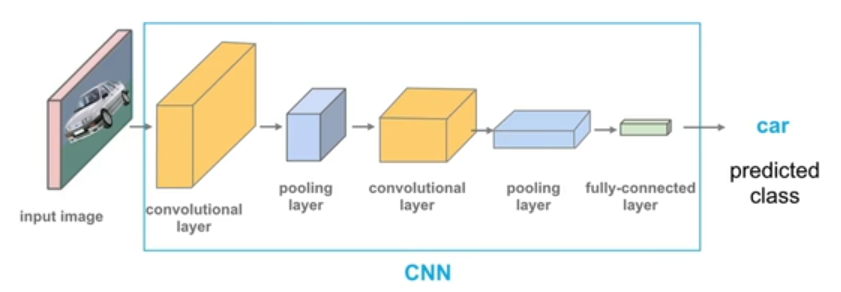 input image
convolutional
layer
pooling
layer
convolutional
layer
pooling
layer
fully-connected
layer
car
predicted
class
CNN